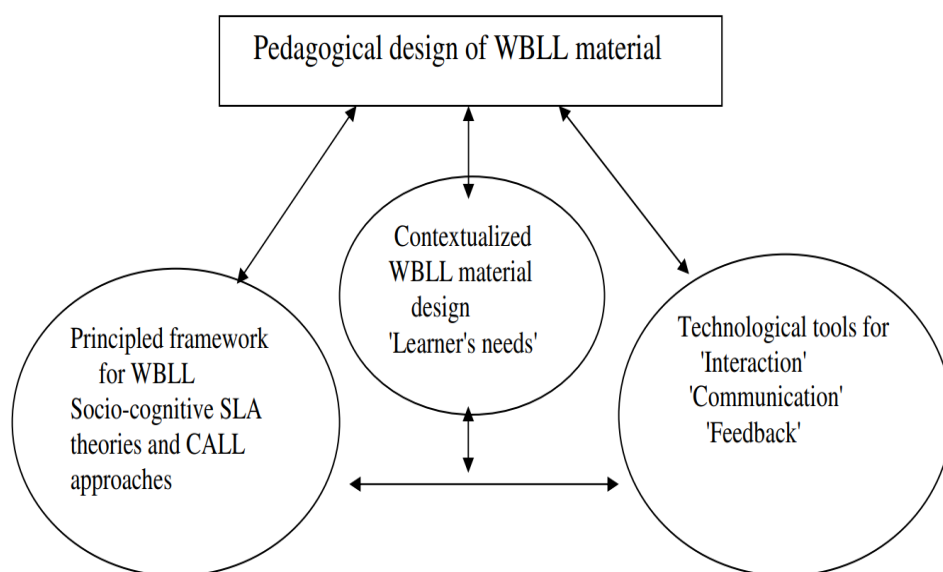 Pedagogical design of WBLL material
Contextualized
WBLL material
design
'Learner's needs'
Principled framework
for WBLL
Socio-cognitive SLA
theories and CALL
approaches
Technological tools for
'Interaction'
'Communication'
'Feedback'